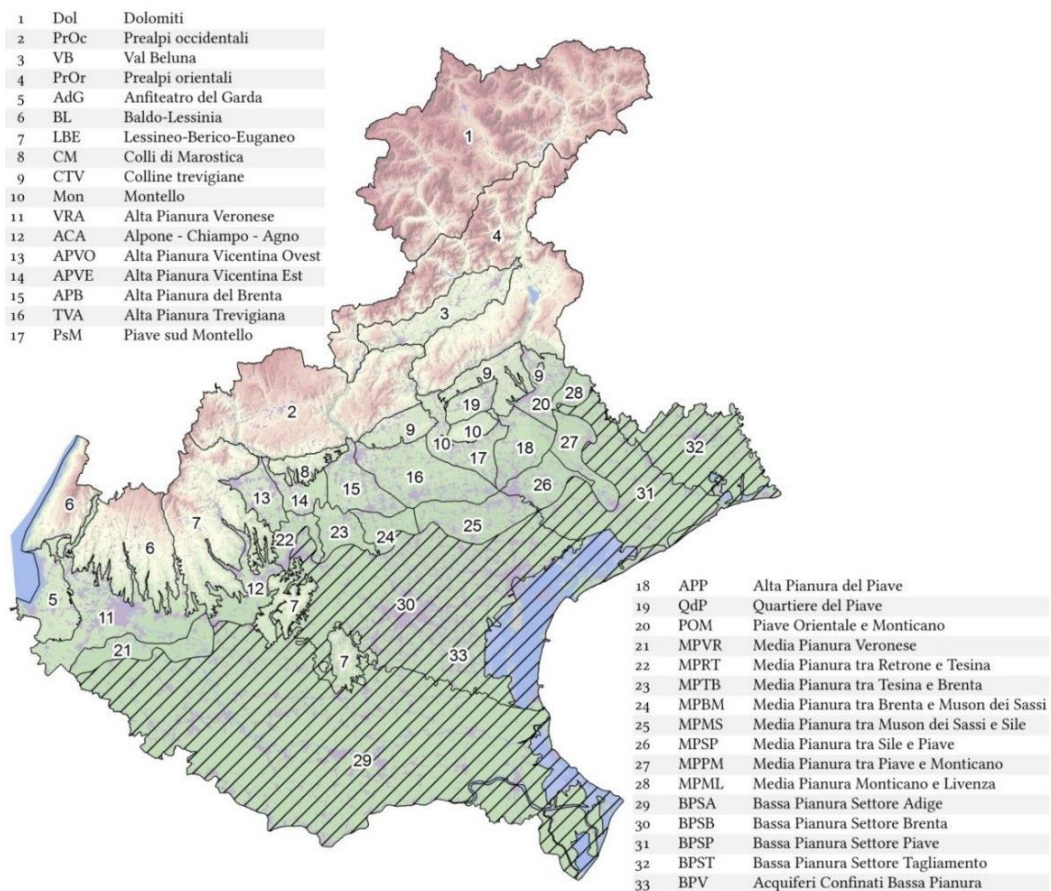 1 Dol Dolomiti
2 PrOc Prealpi occidentali
3 VB Val Beluna
4 PrOr Prealpi orientali
5 AdG Anfiteatro del Garda
6 BL Baldo-Lessinia
7 LBE Lessineo-Berico-Euganeo
8 CM Colli di Marostica
9 CTV Colline trevigiane
10 Mon Montello
11 VRA Alta Pianura Veronese
12 ACA Alpone - Chiampo - Agno
13 APVO Alta Pianura Vicentina Ovest
14 APVE Alta Pianura Vicentina Est
15 APB Alta Pianura del Brenta
16 TVA Alta Pianura Trevigiana
17 PsM Piave sud Montello
1
4
3
9 9
28
2
19
20
9
10
10
27
32
17
18
8
13
14
15
16
26
31
6
7
25
23
24
22
6
12
5
7
30
11
21
7
33
29
18 APP Alta Pianura del Piave
19 QdP Quartiere del Piave
20 POM Piave Orientale e Monticano
21 MPVR Media Pianura Veronese
22 MPRT Media Pianura tra Retrone e Tesina
23 MPTB Media Pianura tra Tesina e Brenta
24 MPBM Media Pianura tra Brenta e Muson dei Sassi
25 MPMS Media Pianura tra Muson dei Sassi e Sile
26 MPSP Media Pianura tra Sile e Piave
27 MPPM Media Pianura tra Piave e Monticano
28 MPML Media Pianura Monticano e Livenza
29 BPSA Bassa Pianura Settore Adige
30 BPSB Bassa Pianura Settore Brenta
31 BPSP Bassa Pianura Settore Piave
32 BPST Bassa Pianura Settore Tagliamento
33 BPV Acquiferi Confinati Bassa Pianura